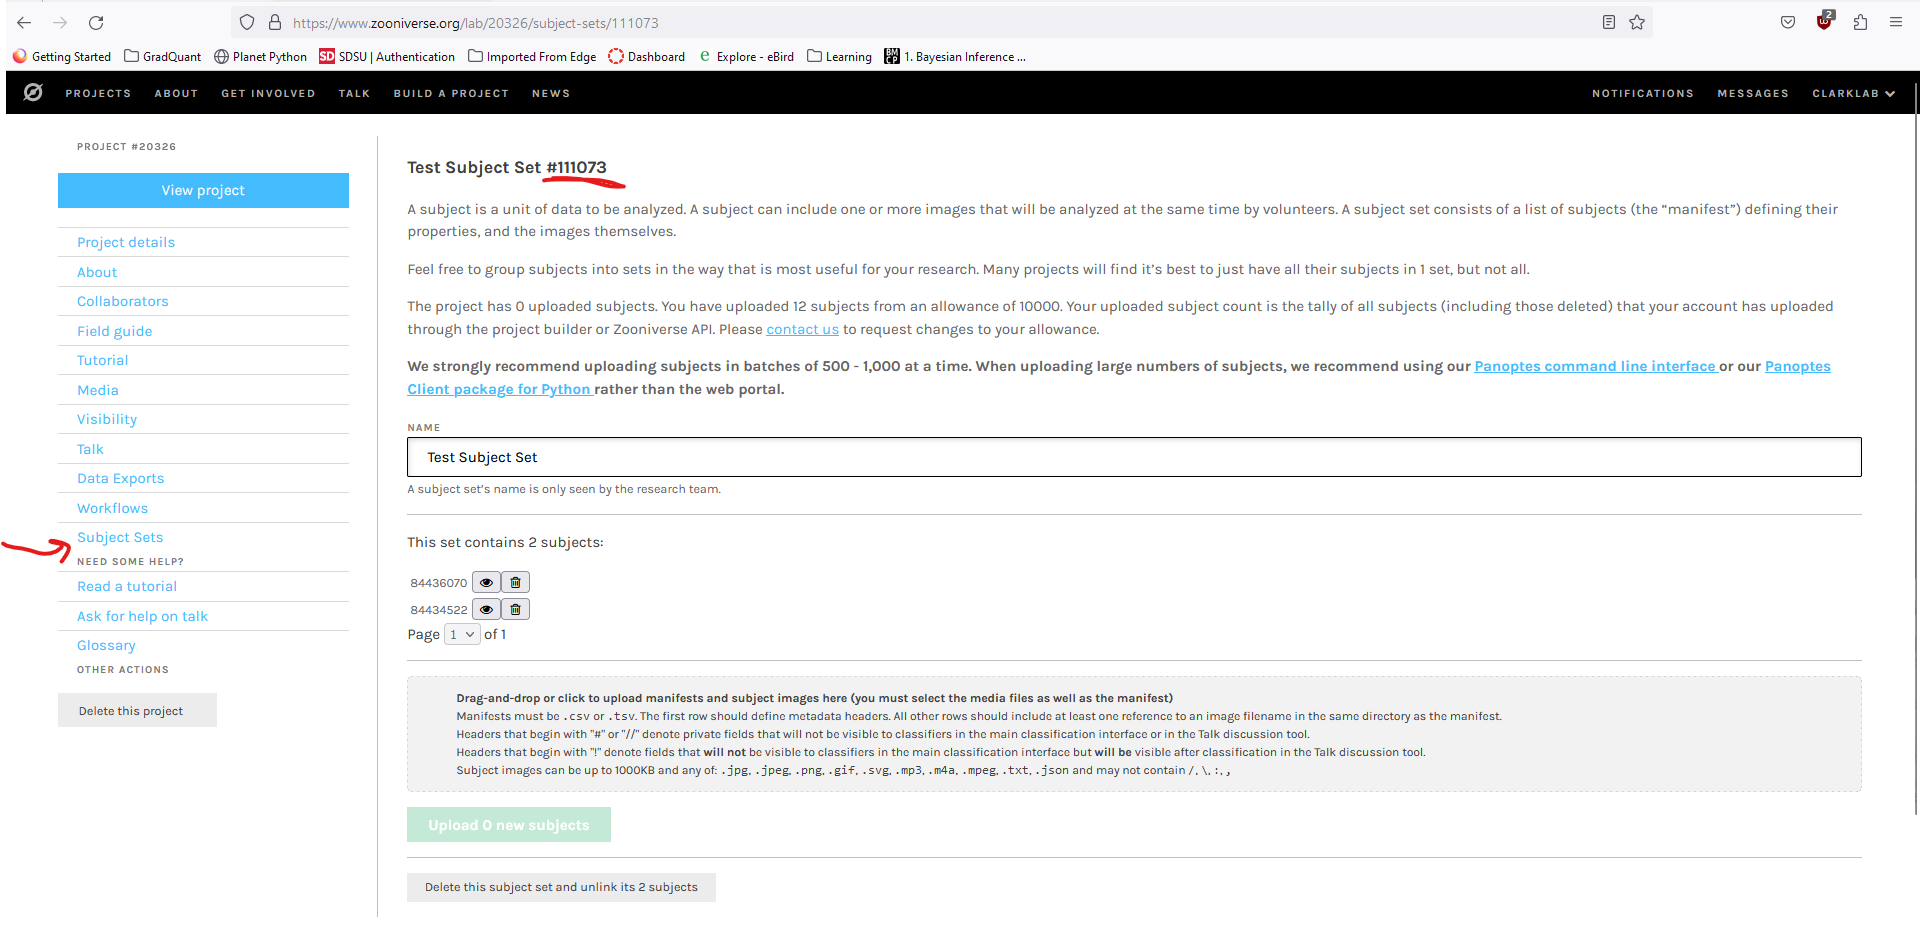 https://www.zooniverse.org/lab/20326/subject-sets/111073
2
Getting Started GradQuant Planet Python SDSU | Authentication Imported From Edge Dashboard Explore - eBird Learning 1. Bayesian Inference ...
PROJECTS ABOUT GET INVOLVED TALK BUILD A PROJECT NEWS NOTIFICATIONS MESSAGES CLARKLAB
PROJECT #20326
View project
Project details
About
Collaborators
Field guide
Tutorial
Media
Visibility
Talk
Data Exports
Workflows
Subject Sets
NEED SOME HELP?
Read a tutorial
Ask for help on talk
Glossary
OTHER ACTIONS
Delete this project
Test Subject Set #111073
A subject is a unit of data to be analyzed. A subject can include one or more images that will be analyzed at the same time by volunteers. A subject set consists of a list of subjects (the “manifest”) defining their
properties, and the images themselves.
Feel free to group subjects into sets in the way that is most useful for your research. Many projects will find it’s best to just have all their subjects in 1 set, but not all.
The project has 0 uploaded subjects. You have uploaded 12 subjects from an allowance of 10000. Your uploaded subject count is the tally of all subjects (including those deleted) that your account has uploaded
through the project builder or Zooniverse API. Please contact us to request changes to your allowance.
We strongly recommend uploading subjects in batches of 500 - 1,000 at a time. When uploading large numbers of subjects, we recommend using our Panoptes command line interface or our Panoptes
Client package for Python rather than the web portal.
NAME
Test Subject Set
A subject set’s name is only seen by the research team.
This set contains 2 subjects:
84436070
84434522
Page 1 of 1
Drag-and-drop or click to upload manifests and subject images here (you must select the media files as well as the manifest)
Manifests must be .csv or .tsv. The first row should define metadata headers. All other rows should include at least one reference to an image filename in the same directory as the manifest.
Headers that begin with "#" or "//" denote private fields that will not be visible to classifiers in the main classification interface or in the Talk discussion tool.
Headers that begin with "!" denote fields that will not be visible to classifiers in the main classification interface but will be visible after classification in the Talk discussion tool.
Subject images can be up to 1000KB and any of: .jpg, .jpeg, .png, .gif, .svg, .mp3, .m4a, .mpeg, .txt, .json and may not contain /, \, :, ,
Upload 0 new subjects
Delete this subject set and unlink its 2 subjects